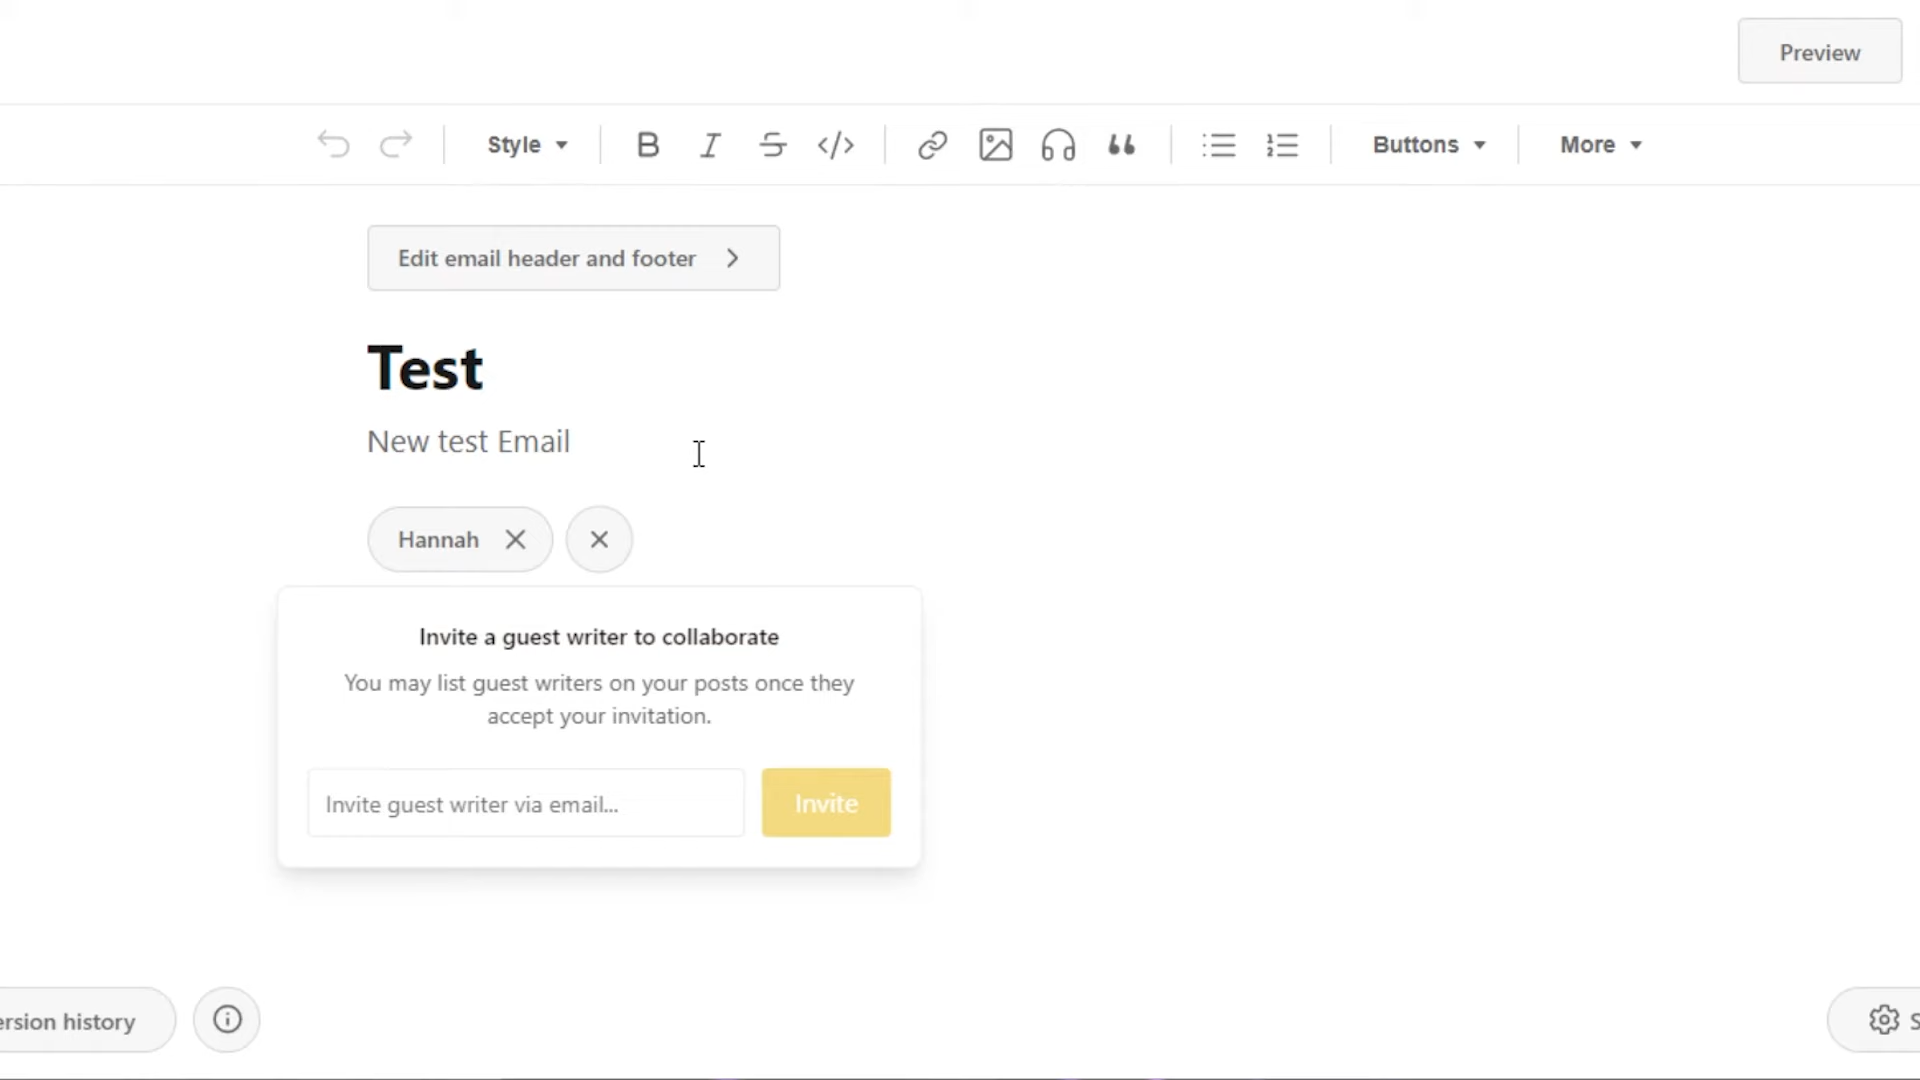 Preview
Style B I S </> Buttons More
Edit email header and footer
Test
New test Email
Hannah
Invite a guest writer to collaborate
You may list guest writers on your posts once they
accept your invitation.
Invite guest writer via email... Invite
ersion history S